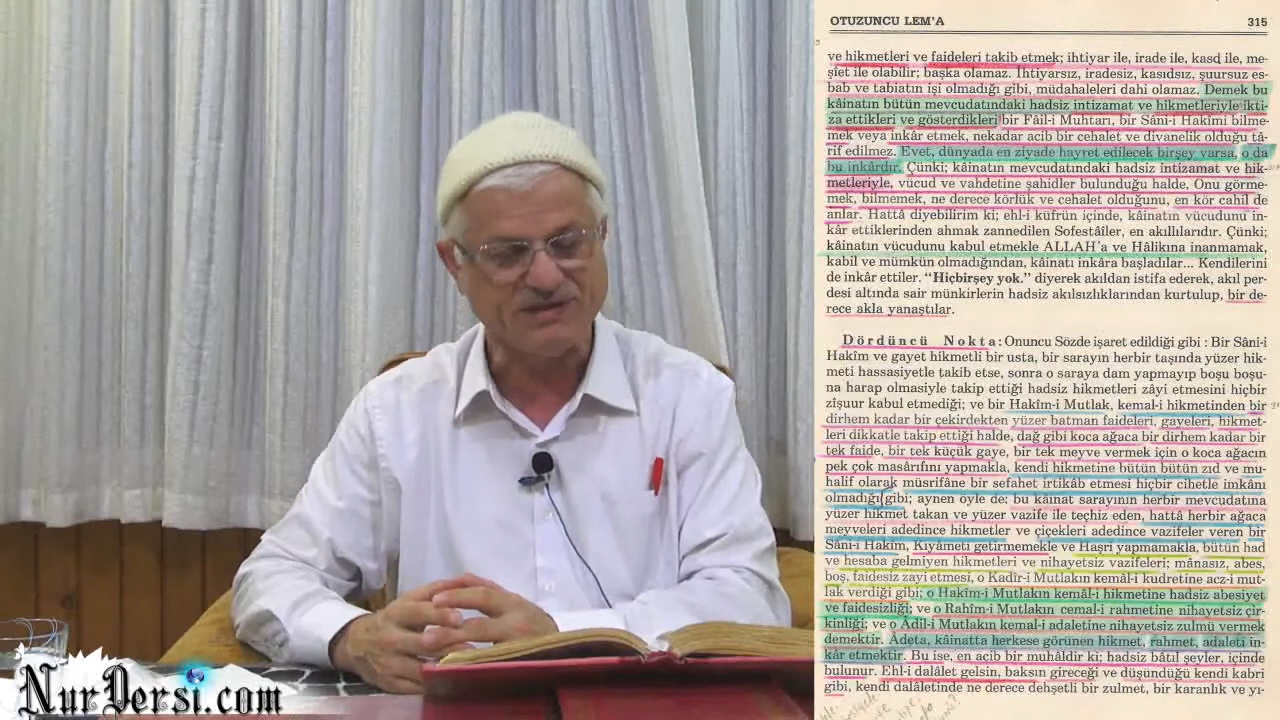 OTUZUNCU LEM'A 315
ve hikmetleri ve faideleri takib etmek; ihtiyar ile, irade ile, kasd ile, me-
şiet ile olabilir; başka olamaz. İhtiyarsız, iradesiz, kasıdsız, şuursuz es-
bab ve tabiatın işi olmadığı gibi, müdahaleleri dahi olamaz. Demek bu
kâinatın bütün mevcudatındaki hadsiz intizamat ve hikmetleriyle ikti-
za ettikleri ve gösterdikleri bir Fâil-i Muhtarı, bir Sâni-i Hakîmi bilme-
mek veya inkâr etmek, nekadar acib bir cehalet ve divanelik olduğu tâ-
rif edilmez. Evet, dünyada en ziyade hayret edilecek birşey varsa, o da
bu inkârdır. Çünki; kâinatın mevcudatındaki hadsiz intizamat ve hik-
metleriyle, vücud ve vahdetine şahidler bulunduğu halde, Onu görme-
mek, bilmemek, ne derece körlük ve cehalet olduğunu, en kör cahil de
anlar. Hattâ diyebilirim ki; ehl-i küfrün içinde, kâinatın vücudunu in-
kâr ettiklerinden ahmak zannedilen Sofestâiler, en akıllılarıdır. Çünki;
kâinatın vücudunu kabul etmekle ALLAH'a ve Hâlikına inanmamak,
kabil ve mümkün olmadığından, kâinatı inkâra başladılar... Kendilerini
de inkâr ettiler. "Hiçbirşey yok." diyerek akıldan istifa ederek, akıl per-
desi altında sair münkirlerin hadsiz akılsızlıklarından kurtulup, bir de-
rece akla yanaştılar.
Dördüncü Nokta: Onuncu Sözde işaret edildiği gibi: Bir Sâni-i
Hakîm ve gayet hikmetli bir usta, bir sarayın herbir taşında yüzer hik-
meti hassasiyetle takib etse, sonra o saraya dam yapmayıp boşu boşu-
na harap olmasiyle takip ettiği hadsiz hikmetleri zâyi etmesini hiçbir
zîşuur kabul etmediği; ve bir Hakîm-i Mutlak, kemal-i hikmetinden bir
dirhem kadar bir çekirdekten yüzer batman faideleri, gayeleri, hikmet-
leri dikkatle takip ettiği halde, dağ gibi koca ağaca bir dirhem kadar bir
tek faide, bir tek küçük gaye, bir tek meyve vermek için o koca ağacın
pek çok masârıfını yapmakla, kendi hikmetine bütün bütün zıd ve mu-
halif olarak müsrifâne bir sefahet irtikâb etmesi hiçbir cihetle imkânı
olmadığı gibi; aynen öyle de; bu kâinat sarayının herbir mevcudatına
yüzer hikmet takan ve yüzer vazife ile teçhiz eden, hattâ herbir ağaca
meyveleri adedince hikmetler ve çiçekleri adedince vazifeler veren bir
Sâni-i Hakîm, Kıyâmeti getirmemekle ve Haşri yapmamakla, bütün had
ve hesaba gelmiyen hikmetleri ve nihayetsiz vazifeleri; mânasız, abes,
boş, faidesiz zayi etmesi, o Kadîr-i Mutlakın kemâl-i kudretine acz-i mut-
lak verdiği gibi; o Hakîm-i Mutlakın kemâl-i hikmetine hadsiz abesiyet
ve faidesizliği; ve o Rahîm-i Mutlakın cemal-i rahmetine nihayetsiz çir-
kinliği; ve o Âdil-i Mutlakın kemal-i adaletine nihayetsiz zulmü vermek
demektir. Âdeta, kâinatta herkese görünen hikmet, rahmet, adaleti in-
kâr etmektir. Bu ise, en acib bir muhâldir ki; hadsiz bâtıl şeyler, içinde
bulunur. Ehl-i dalâlet gelsin, baksın gireceği ve düşündüğü kendi kabri
gibi, kendi dalâletinde ne derece dehşetli bir zulmet, bir karanlık ve yı-
NurDersi.com